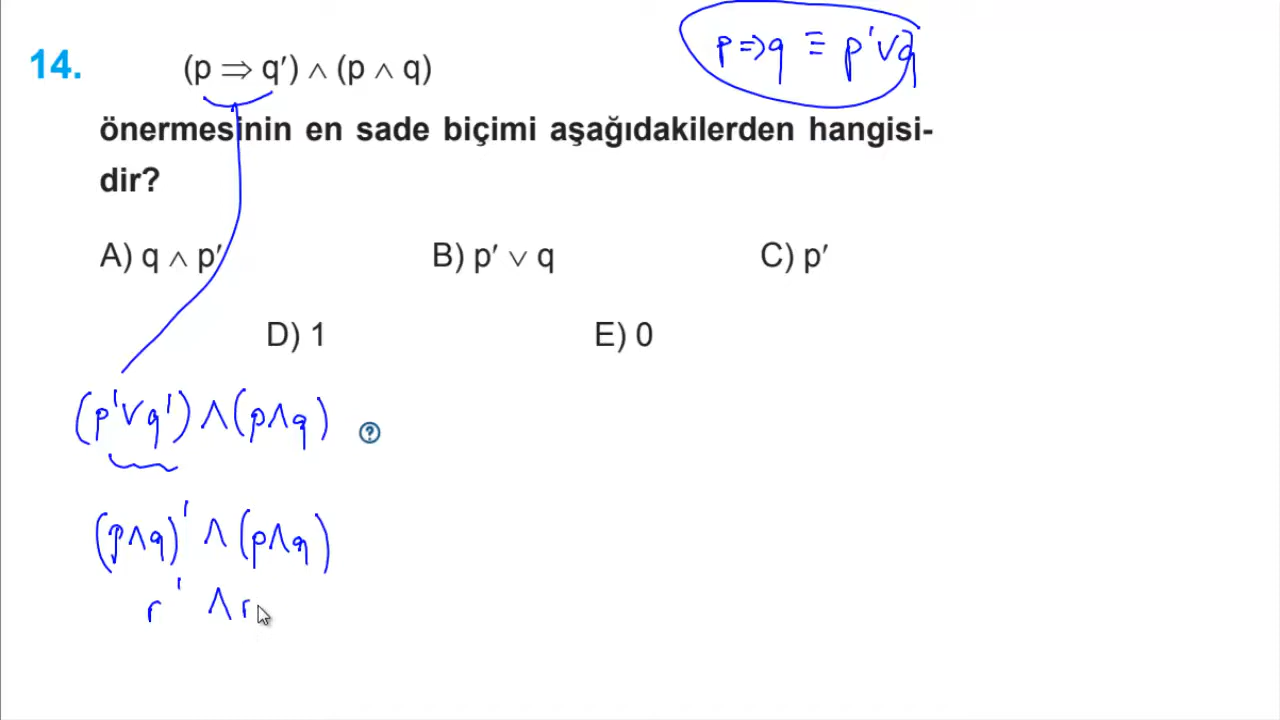 p⇒q ≡ p'∨q
14. (p ⇒ q′) ∧ (p ∧ q)
önermesinin en sade biçimi aşağıdakilerden hangisi-
dir?
A) q ∧ p′ B) p′ ∨ q C) p′
D) 1 E) 0
(p'∨q')∧(p∧q) ?
(p∧q)'∧(p∧q)
r' ∧r